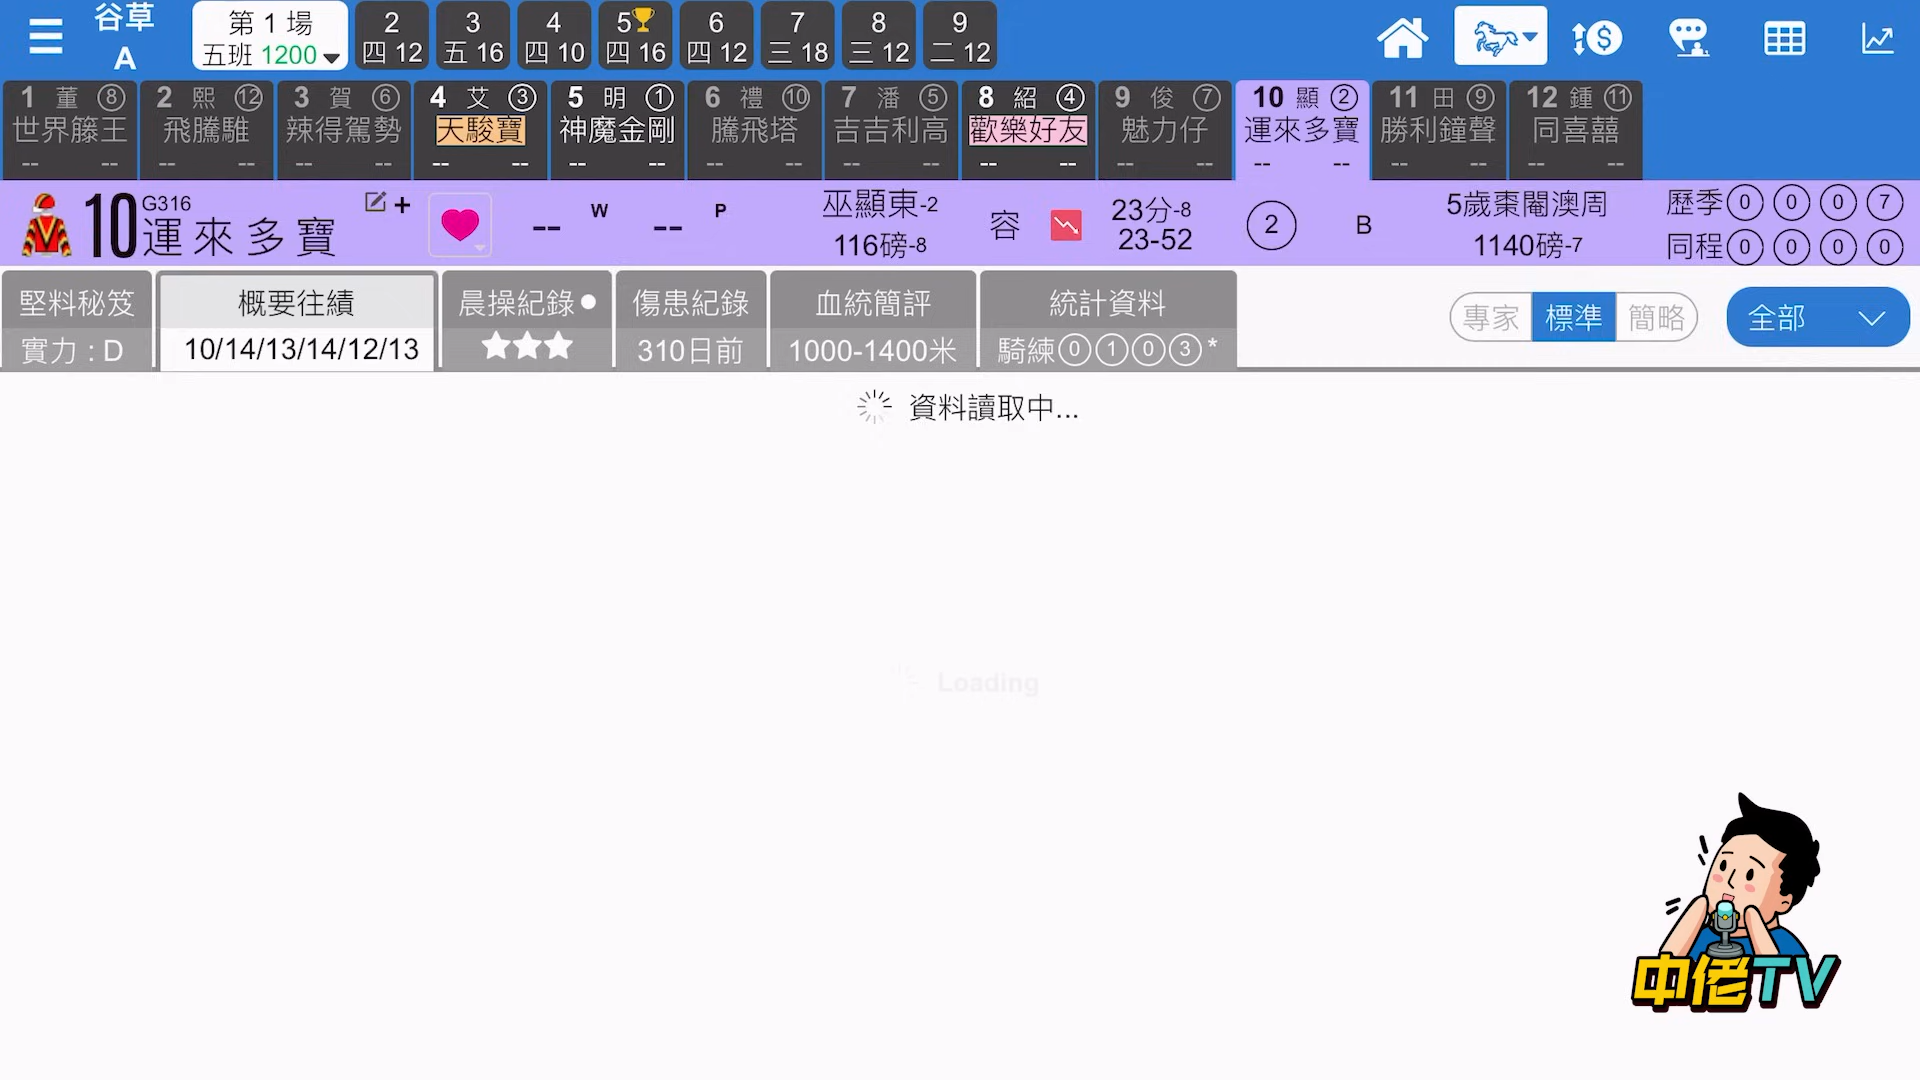 谷草
A
第 1 場
五班 1200
2
四 12
3
五 16
4
四 10
5
四 16
6
四 12
7
三 18
8
三 12
9
二 12
1 董 ⑧
世界籐王
-- --
2 熙 ⑫
飛騰騅
-- --
3 賀 ⑥
辣得駕勢
-- --
4 艾 ③
天駿寶
-- --
5 明 ①
神魔金剛
-- --
6 禮 ⑩
騰飛塔
-- --
7 潘 ⑤
吉吉利高
-- --
8 紹 ④
歡樂好友
-- --
9 俊 ⑦
魅力仔
-- --
10 顯 ②
運來多寶
-- --
11 田 ⑨
勝利鐘聲
-- --
12 鍾 ⑪
同喜囍
-- --
10
G316
運來多寶
-- W
-- P
巫顯東-2
116磅-8
容
23分-8
23-52
②
B
5歲棗閹澳周
1140磅-7
歷季⓪⓪⓪⑦
同程⓪⓪⓪⓪
堅料秘笈
實力 : D
概要往績
10/14/13/14/12/13
晨操紀錄
★★★
傷患紀錄
310日前
血統簡評
1000-1400米
統計資料
騎練⓪①⓪③*
專家
標準
簡略
全部
資料讀取中...
Loading
中佬TV